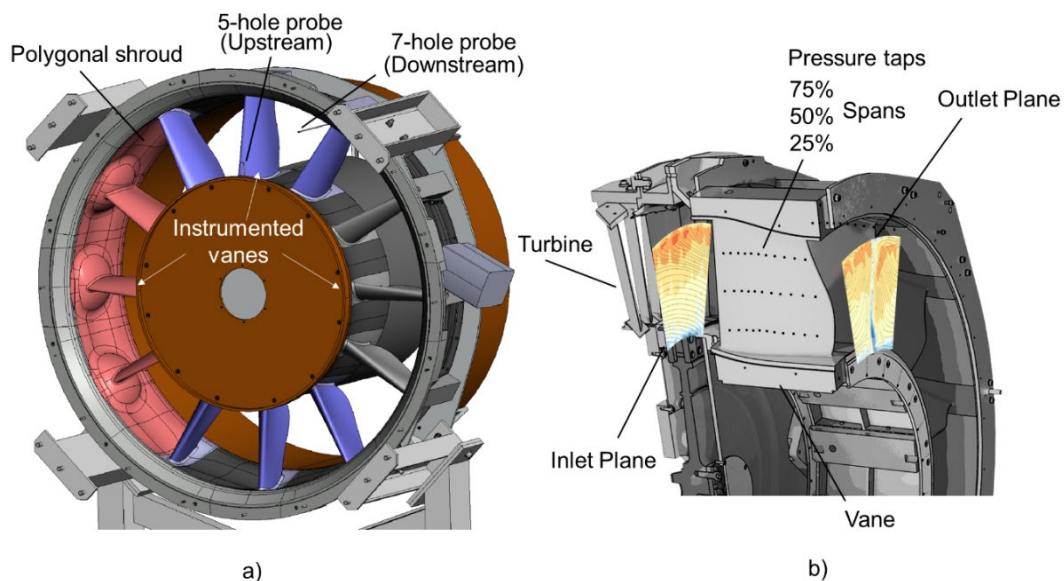 5-hole probe
(Upstream)
7-hole probe
(Downstream)
Polygonal shroud
Instrumented
vanes
a)
Pressure taps
75%
50% Spans
25%
Outlet Plane
Turbine
Inlet Plane
Vane
b)